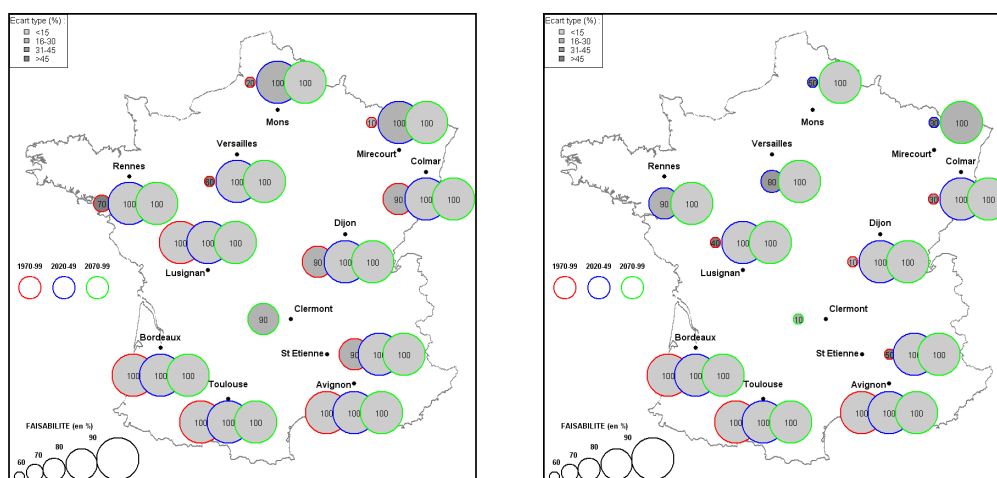 Ecart type (%) :
<15
16-30
31-45
>45
20 100 100
Mons
10 100 100
Mirecourt
Versailles
60 100 100
Rennes
70 100 100
Colmar
90 100 100
100 100 100
Lusignan
Dijon
90 100 100
1970-99 2020-49 2070-99
Clermont
90
Bordeaux
100 100 100
St Etienne
90 100 100
Toulouse
100 100 100
Avignon
100 100 100
FAISABILITE (en %)
60 70 80 90
Ecart type (%) :
<15
16-30
31-45
>45
50 100
Mons
30 100
Mirecourt
Versailles
80 100
Rennes
90 100
Colmar
30 100 100
40 100 100
Lusignan
Dijon
10 100 100
1970-99 2020-49 2070-99
Clermont
10
Bordeaux
100 100 100
St Etienne
50 100 100
Toulouse
100 100 100
Avignon
100 100 100
FAISABILITE (en %)
60 70 80 90